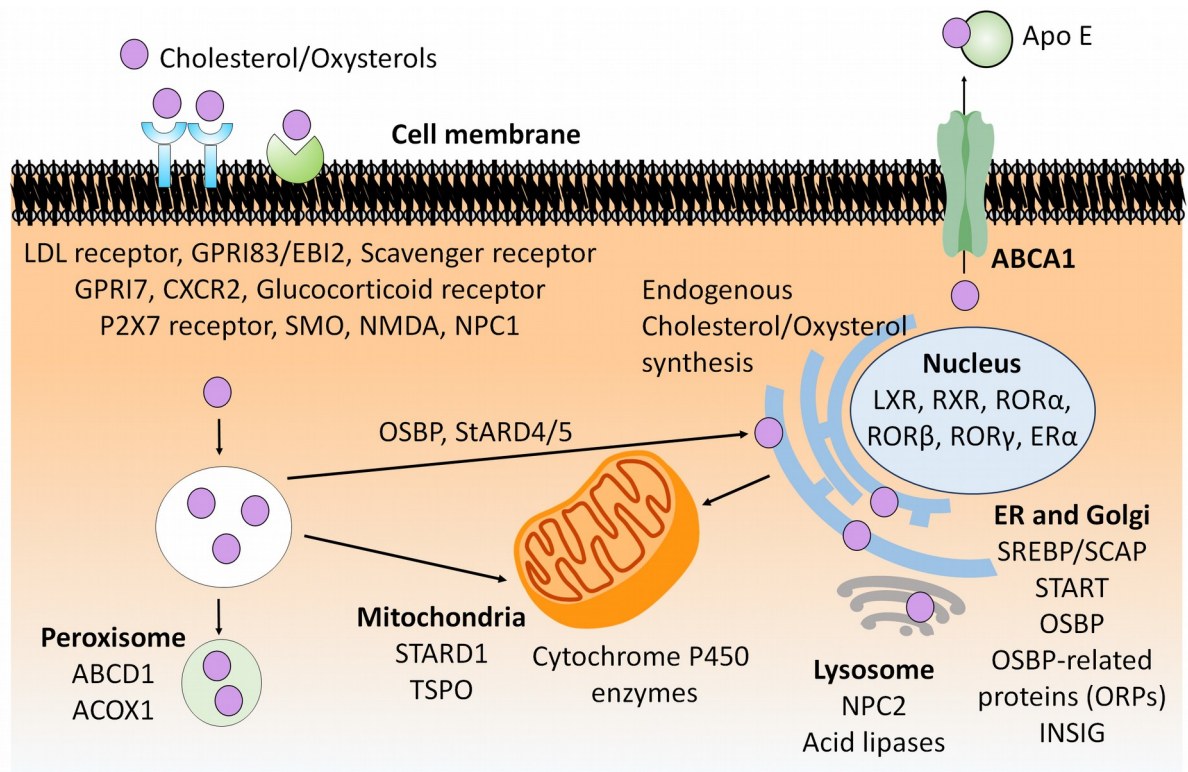 Apo E
Cholesterol/Oxysterols
Cell membrane
ABCA1
LDL receptor, GPRI83/EBI2, Scavenger receptor
GPRI7, CXCR2, Glucocorticoid receptor
P2X7 receptor, SMO, NMDA, NPC1
Endogenous
Cholesterol/Oxysterol
synthesis
Nucleus
LXR, RXR, RORα,
RORβ, RORγ, ERα
OSBP, StARD4/5
ER and Golgi
SREBP/SCAP
START
OSBP
OSBP-related
proteins (ORPs)
INSIG
Mitochondria
STARD1
TSPO
Cytochrome P450
enzymes
Peroxisome
ABCD1
ACOX1
Lysosome
NPC2
Acid lipases